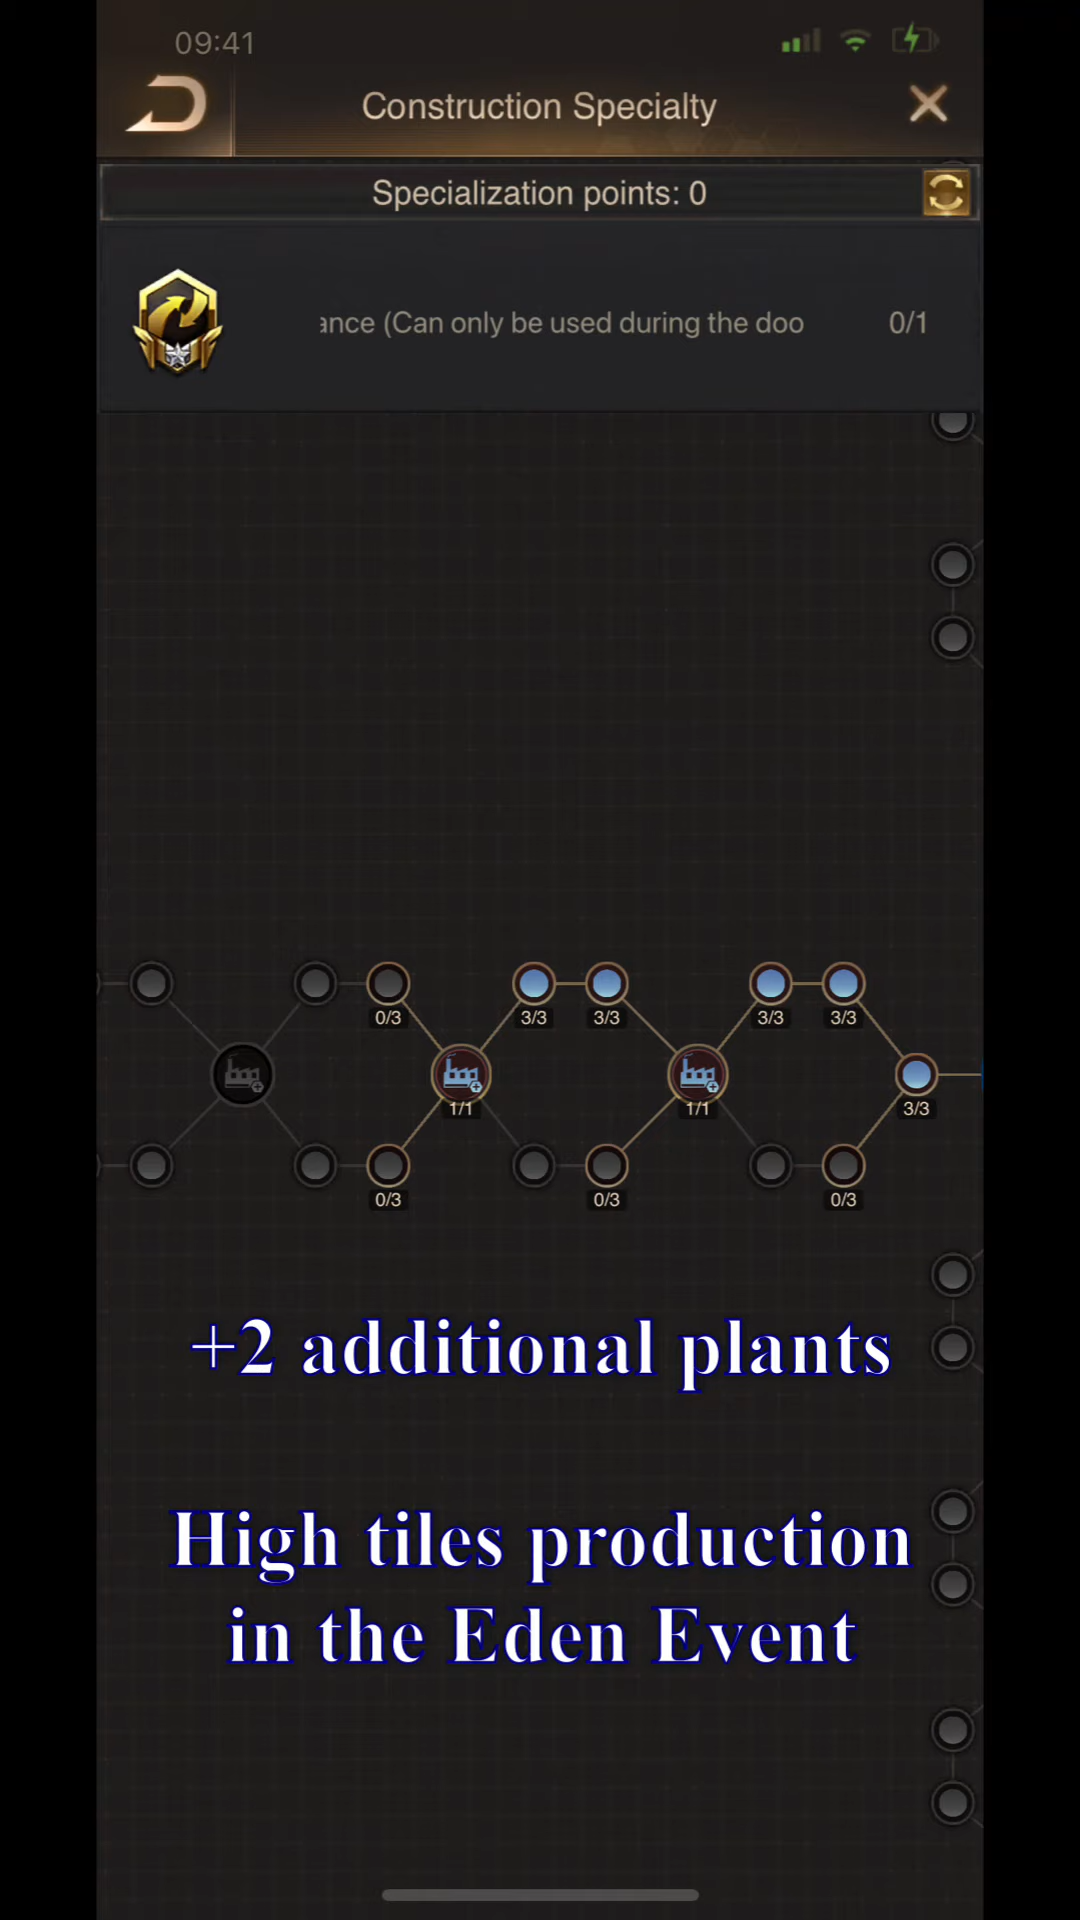 09:41
Construction Specialty
Specialization points: 0
ance (Can only be used during the doo 0/1
0/3 3/3 3/3 3/3 3/3
1/1 1/1 3/3
0/3 0/3 0/3
+2 additional plants
High tiles production
in the Eden Event